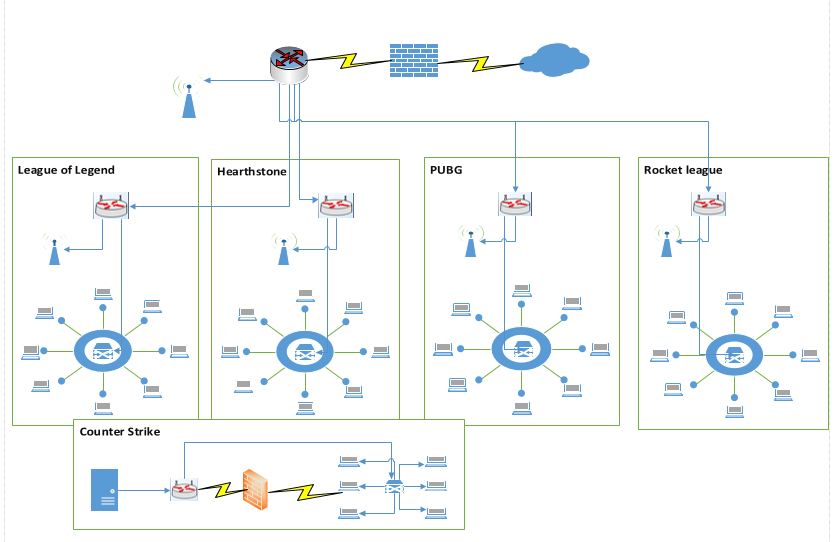 League of Legend
Hearthstone
PUBG
Rocket league
Counter Strike